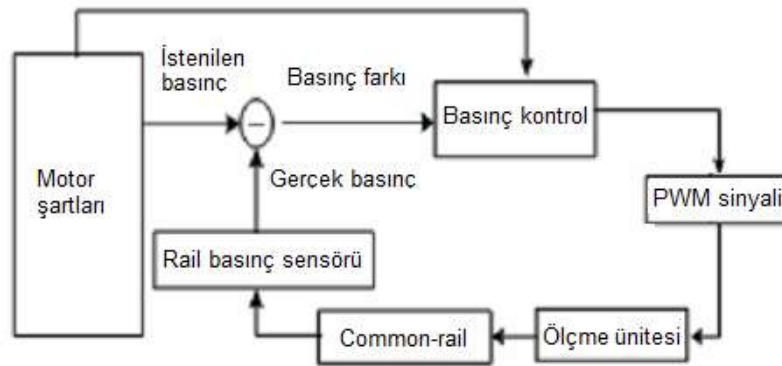 İstenilen
basınç
Basınç farkı
Basınç kontrol
Gerçek basınç
Motor
şartları
PWM sinyali
Rail basınç sensörü
Common-rail
Ölçme ünitesi